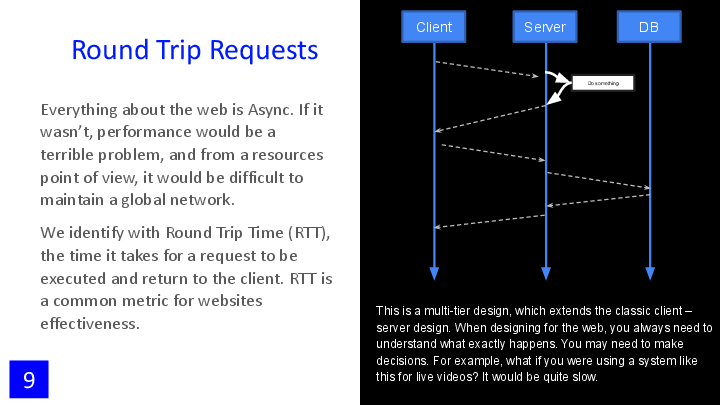 Round Trip Requests
Everything about the web is Async. If it
wasn’t, performance would be a
terrible problem, and from a resources
point of view, it would be difficult to
maintain a global network.
We identify with Round Trip Time (RTT),
the time it takes for a request to be
executed and return to the client. RTT is
a common metric for websites
effectiveness.
9
Client
Server
DB
Do something
This is a multi-tier design, which extends the classic client –
server design. When designing for the web, you always need to
understand what exactly happens. You may need to make
decisions. For example, what if you were using a system like
this for live videos? It would be quite slow.